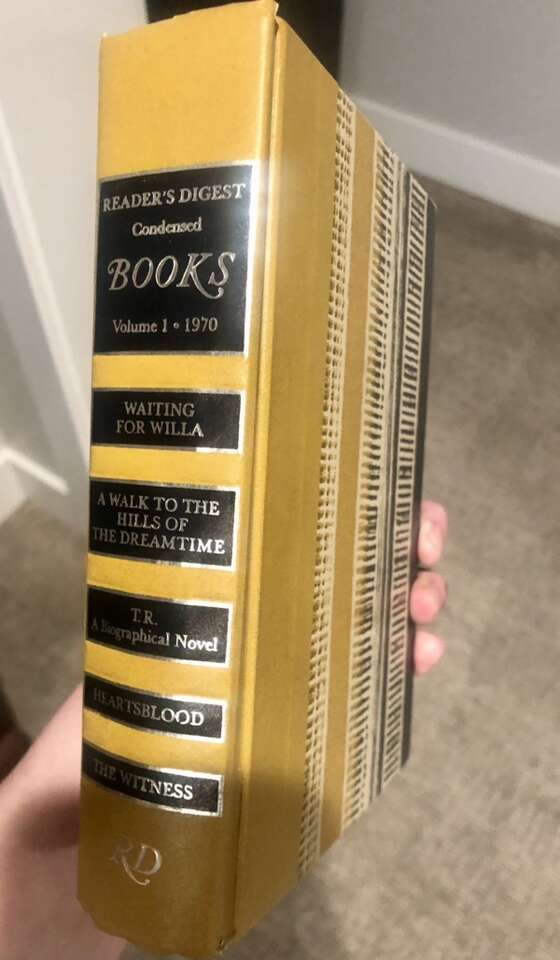 READER'S DIGEST
Condensed
BOOKS
Volume 1 • 1970
WAITING
FOR WILLA
A WALK TO THE
HILLS OF
THE DREAMTIME
T.R.
A Biographical Novel
HEARTSBLOOD
THE WITNESS
RD